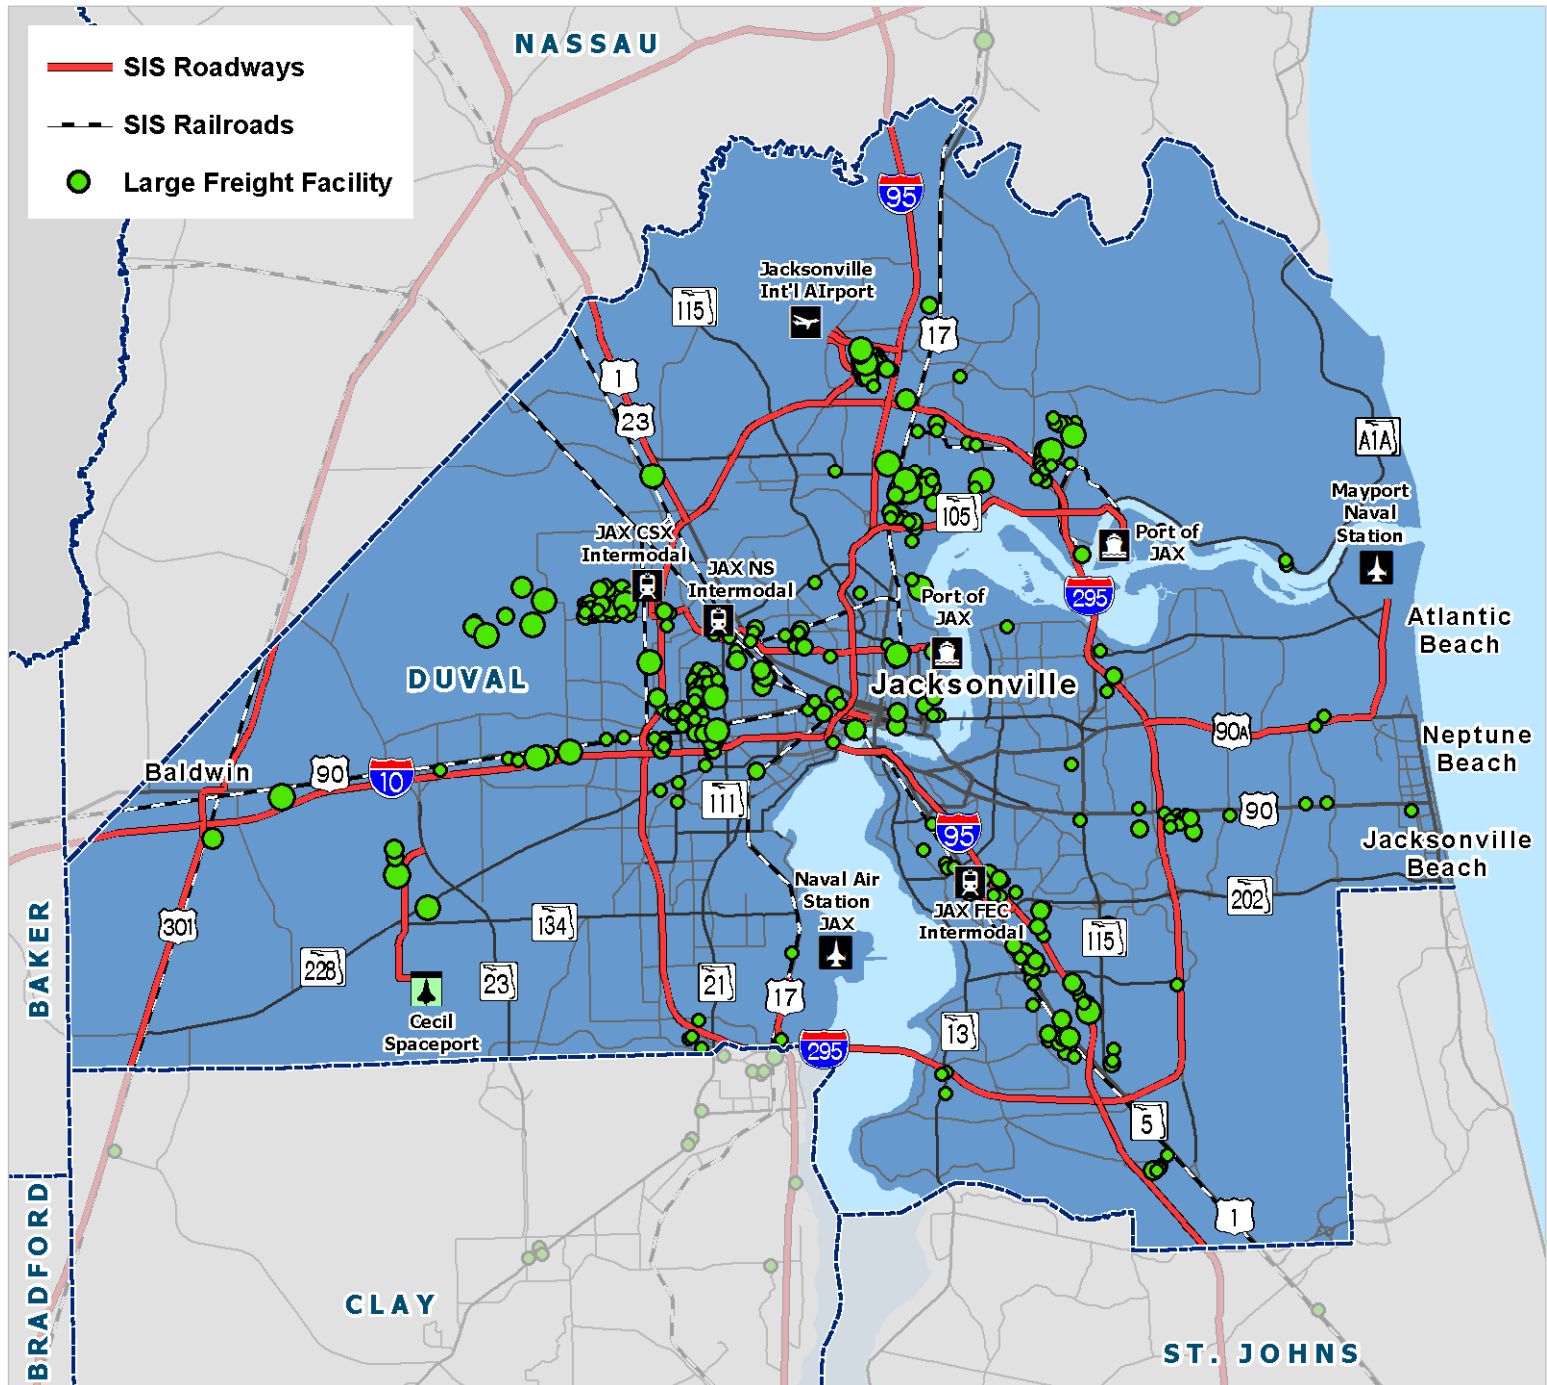 NASSAU
SIS Roadways
SIS Railroads
Large Freight Facility
95
Jacksonville
Int'l AIrport
115
17
1
23
A1A
Mayport
Naval
Station
105
JAX CSX
Intermodal
Port of
JAX
JAX NS
Intermodal
295
Port of
JAX
Atlantic
Beach
DUVAL
Jacksonville
90A
Neptune
Beach
Baldwin
90
10
111
90
95
Jacksonville
Beach
Naval Air
Station
JAX
202
JAX FEC
Intermodal
BAKER
301
134
115
228
23
21
17
Cecil
Spaceport
13
295
5
1
BRADFORD
CLAY
ST. JOHNS